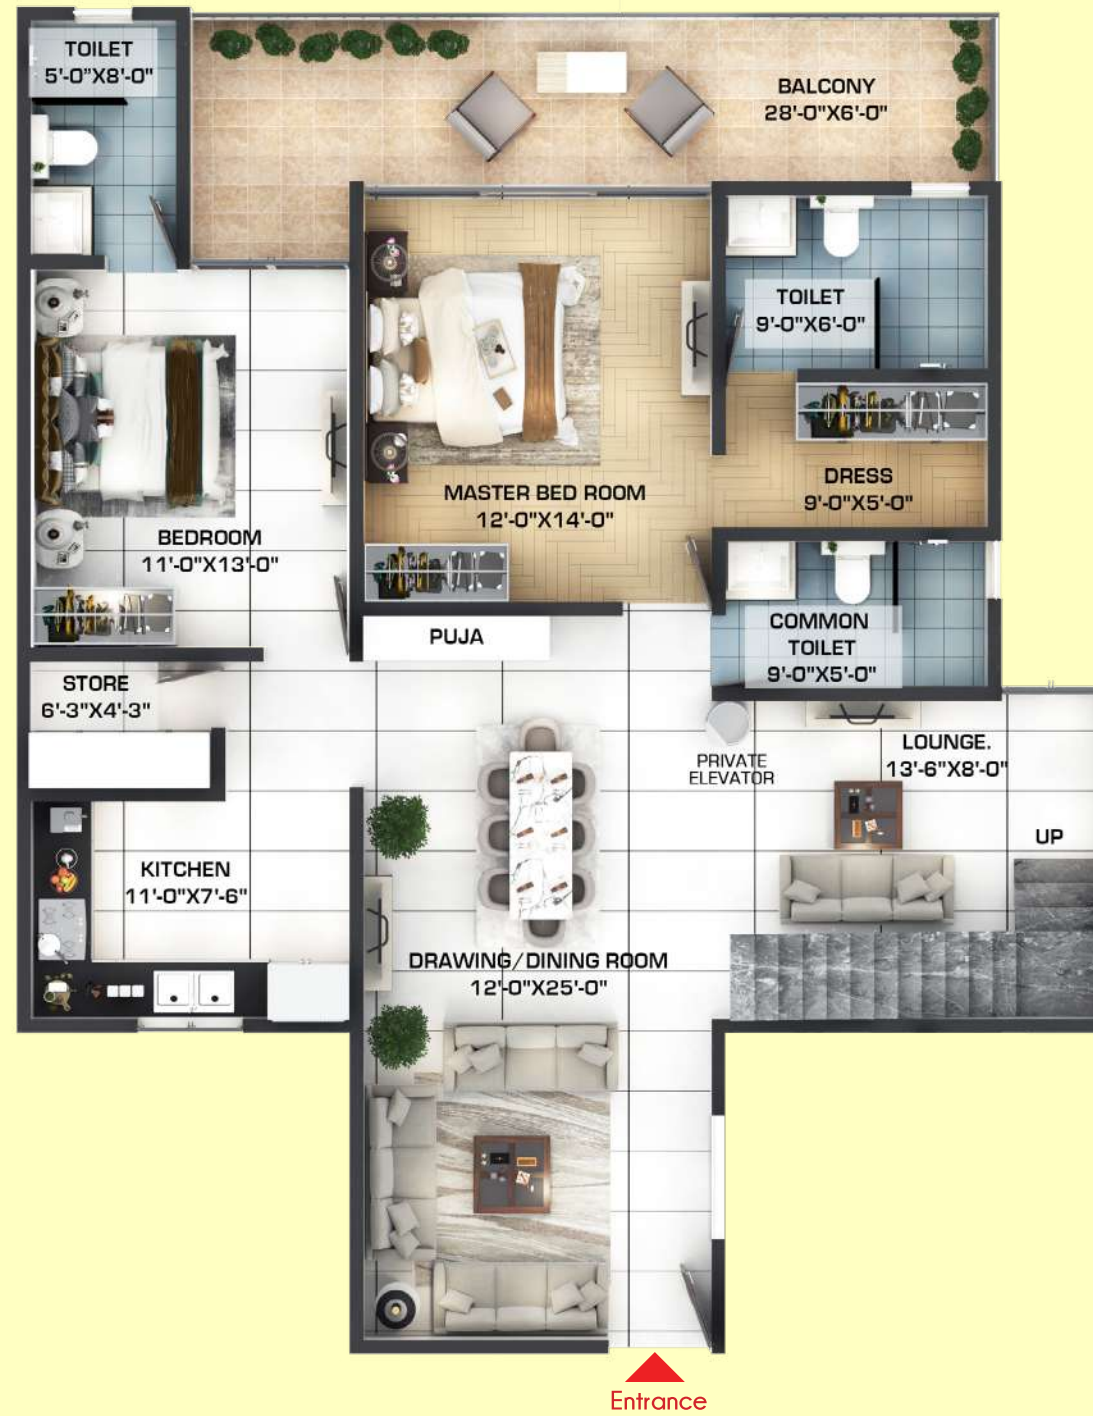 TOILET
5'-0"X8'-0"
BALCONY
28'-0"X6'-0"
TOILET
9'-0"X6'-0"
MASTER BED ROOM
12'-0"X14'-0"
DRESS
9'-0"X5'-0"
BEDROOM
11'-0"X13'-0"
PUJA
COMMON
TOILET
9'-0"X5'-0"
STORE
6'-3"X4'-3"
PRIVATE
ELEVATOR
LOUNGE.
13'-6"X8'-0"
UP
KITCHEN
11'-0"X7'-6"
DRAWING/DINING ROOM
12'-0"X25'-0"
Entrance